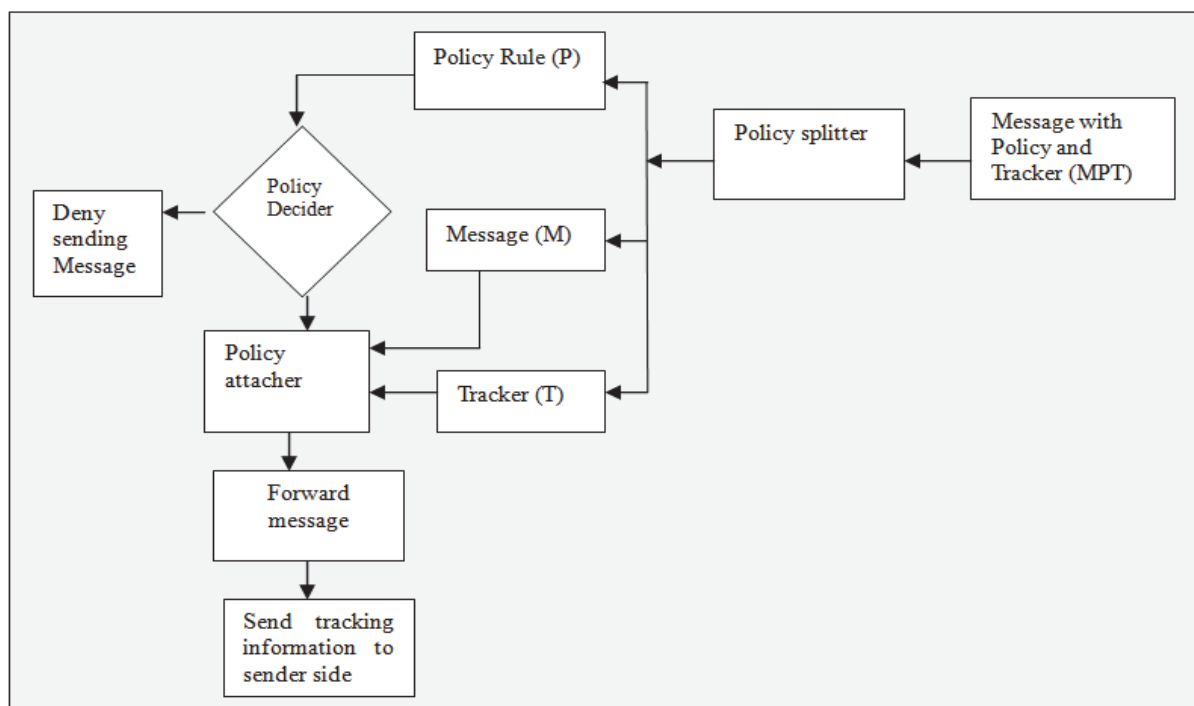 Policy Rule (P)
Policy splitter
Message with
Policy and
Tracker (MPT)
Policy
Decider
Deny
sending
Message
Message (M)
Policy
attacher
Tracker (T)
Forward
message
Send tracking
information to
sender side